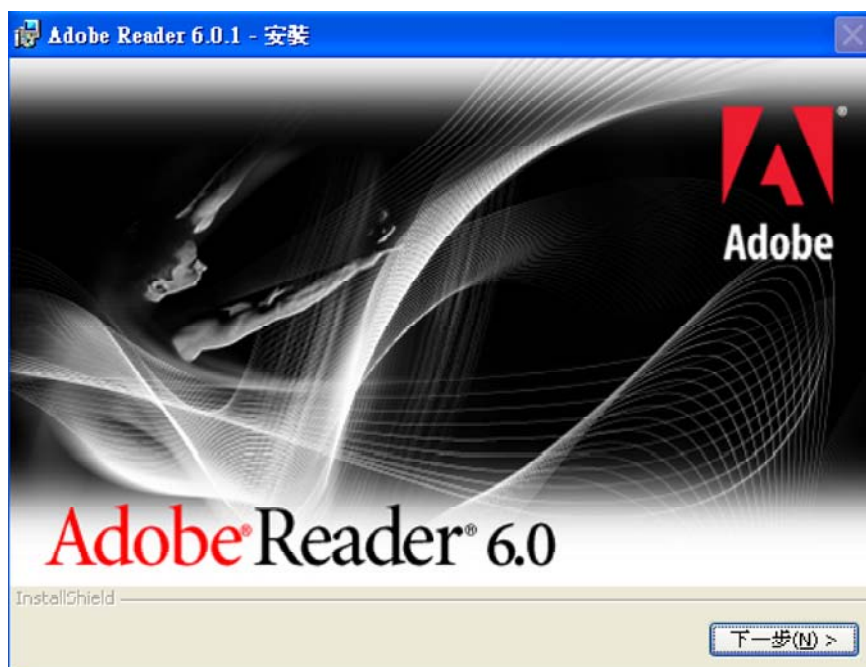 Adobe Reader 6.0.1 - 安裝
®
Adobe
Adobe® Reader® 6.0
InstallShield
下一步(N) >